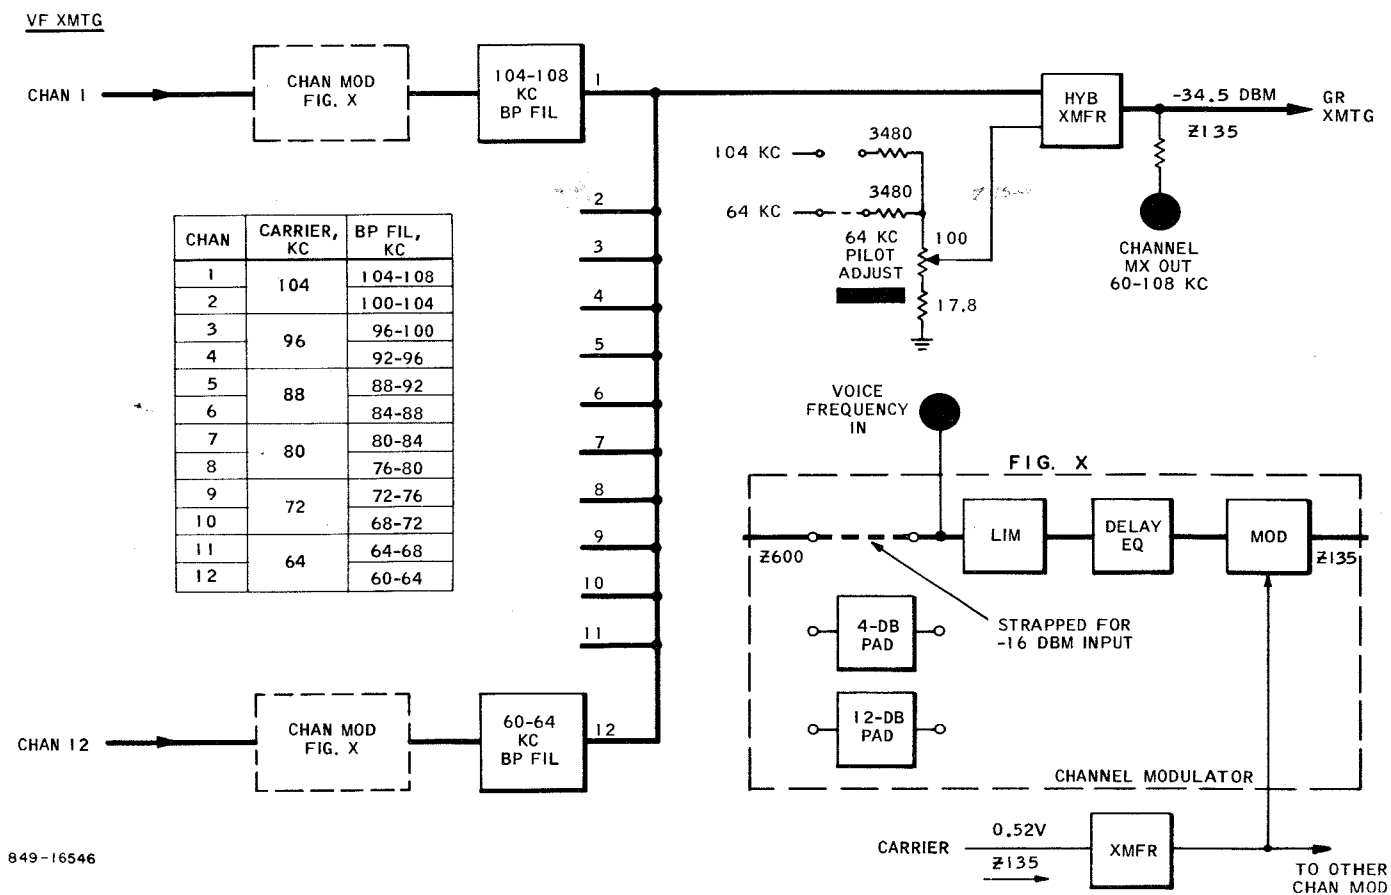 VF XMTG
CHAN 1
CHAN MOD
FIG. X
104-108
KC
BP FIL
1
HYB
XMFR
-34.5 DBM
Z135
GR
XMTG
104 KC
3480
64 KC
3480
64 KC
PILOT
ADJUST
100
17.8
CHANNEL
MX OUT
60-108 KC
2
3
4
5
6
7
8
9
10
11
12
CHAN CARRIER, KC BP FIL, KC
1 104 104-108
2 100-104
3 96 96-100
4 92-96
5 88 88-92
6 84-88
7 80 80-84
8 76-80
9 72 72-76
10 68-72
11 64 64-68
12 60-64
CHAN 12
CHAN MOD
FIG. X
60-64
KC
BP FIL
VOICE
FREQUENCY
IN
FIG. X
Z600
LIM
DELAY
EQ
MOD
Z135
STRAPPED FOR
-16 DBM INPUT
4-DB
PAD
12-DB
PAD
CHANNEL MODULATOR
CARRIER
0.52V
Z135
XMFR
TO OTHER
CHAN MOD
849-16546